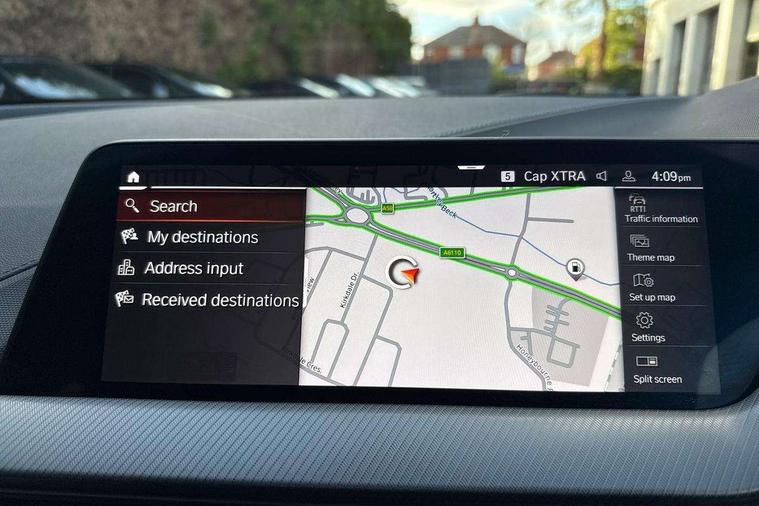 5 Cap XTRA 4:09pm
Search
My destinations
Address input
Received destinations
A6110
Kirkdale Dr.
Honeybourne
RTTI
Traffic information
Theme map
Set up map
Settings
Split screen